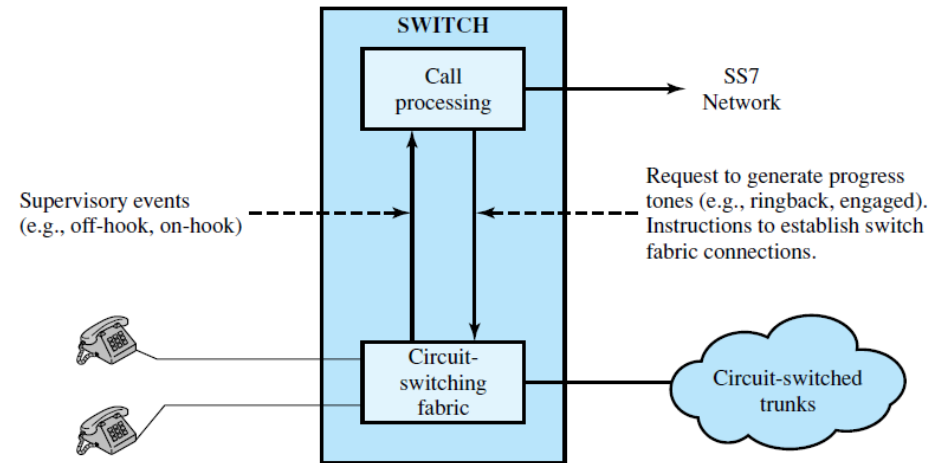 SWITCH
Call
processing
SS7
Network
Supervisory events
(e.g., off-hook, on-hook)
Request to generate progress
tones (e.g., ringback, engaged).
Instructions to establish switch
fabric connections.
Circuit-
switching
fabric
Circuit-switched
trunks